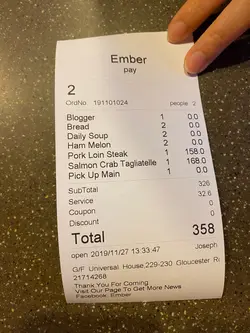 Ember
pay
2
OrdNo 191101024 people 2
Blogger 1 0.0
Bread 2 0.0
Daily Soup 2 0.0
Ham Melon 2 0.0
Pork Loin Steak 1 158.0
Salmon Crab Tagliatelle 1 168.0
Pick Up Main 1 0.0
SubTotal 326
Service 32.6
Coupon 0
Discount 0
Total 358
open 2019/11/27 13:33:47 Joseph
G/F Universal House,229-230 Gloucester Ro
21714268
Thank You For Coming
Visit Our Page To Get More News
Facebook: Ember